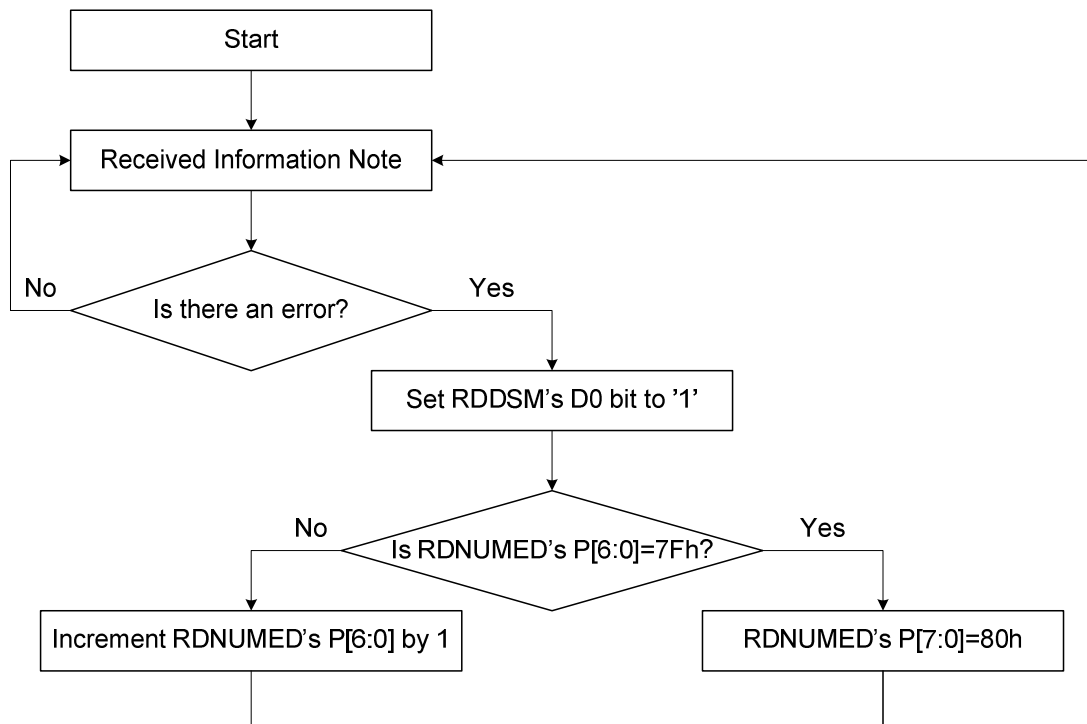 Start
Received Information Note
No
Yes
Is there an error?
Set RDDSM’s D0 bit to ’1’
No
Yes
Is RDNUMED’s P[6:0]=7Fh?
Increment RDNUMED’s P[6:0] by 1
RDNUMED’s P[7:0]=80h